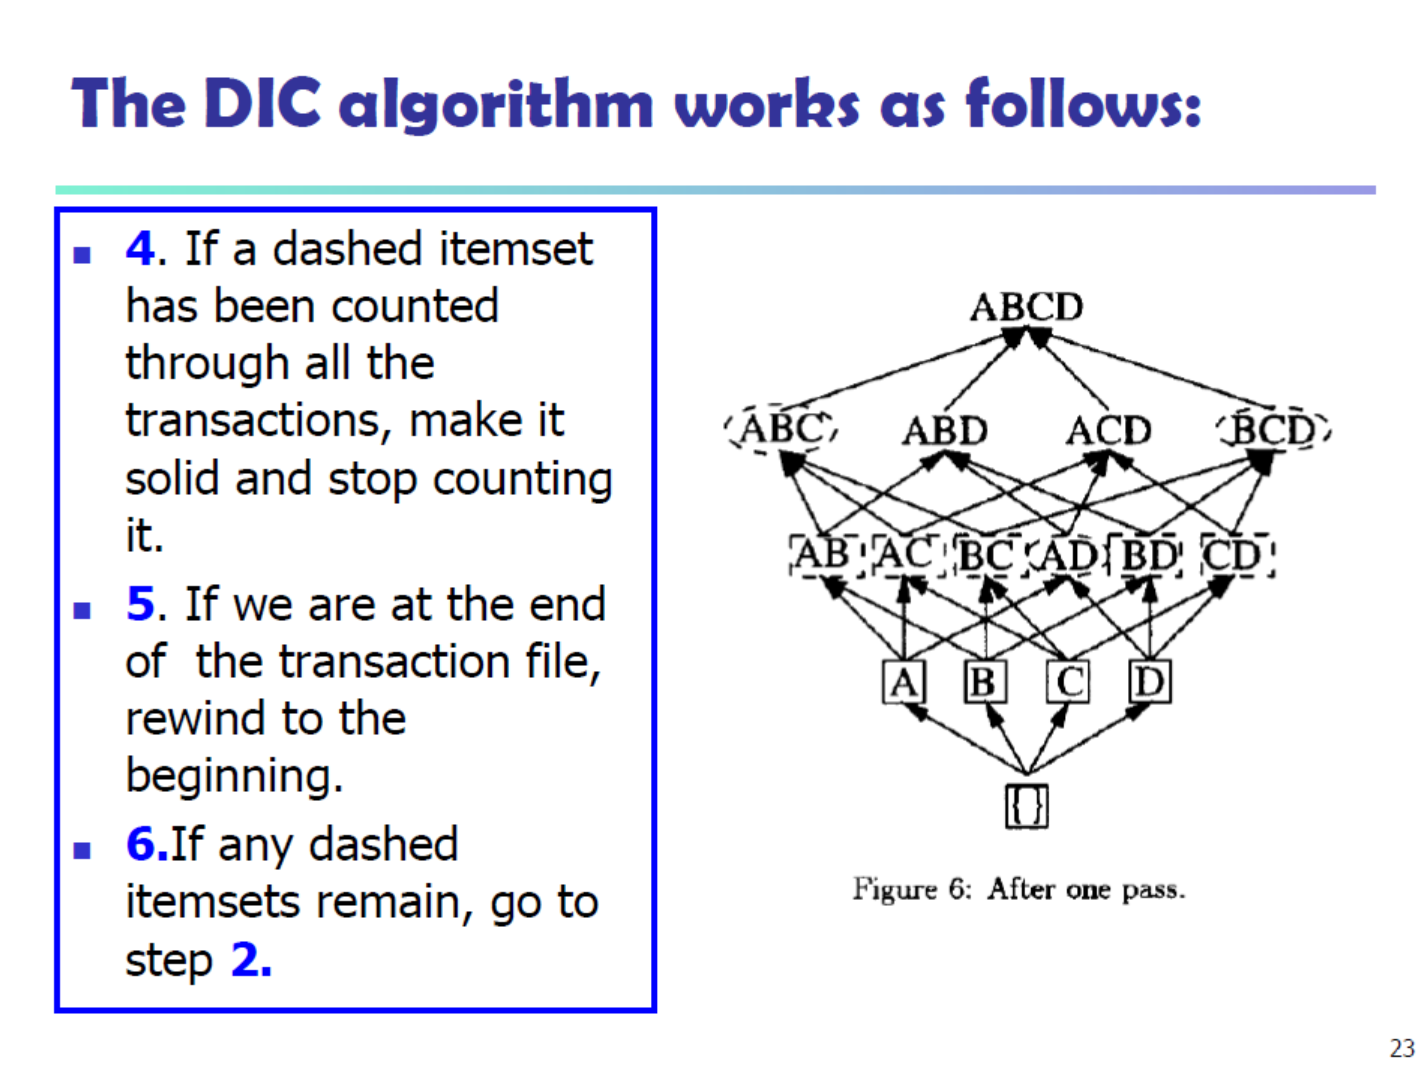 The DIC algorithm works as follows:
4. If a dashed itemset
has been counted
through all the
transactions, make it
solid and stop counting
it.
5. If we are at the end
of  the transaction file,
rewind to the
beginning.
6.If any dashed
itemsets remain, go to
step 2.
ABCD
ABC ABD ACD BCD
AB AC BC AD BD CD
A B C D
{}
Figure 6: After one pass.
23